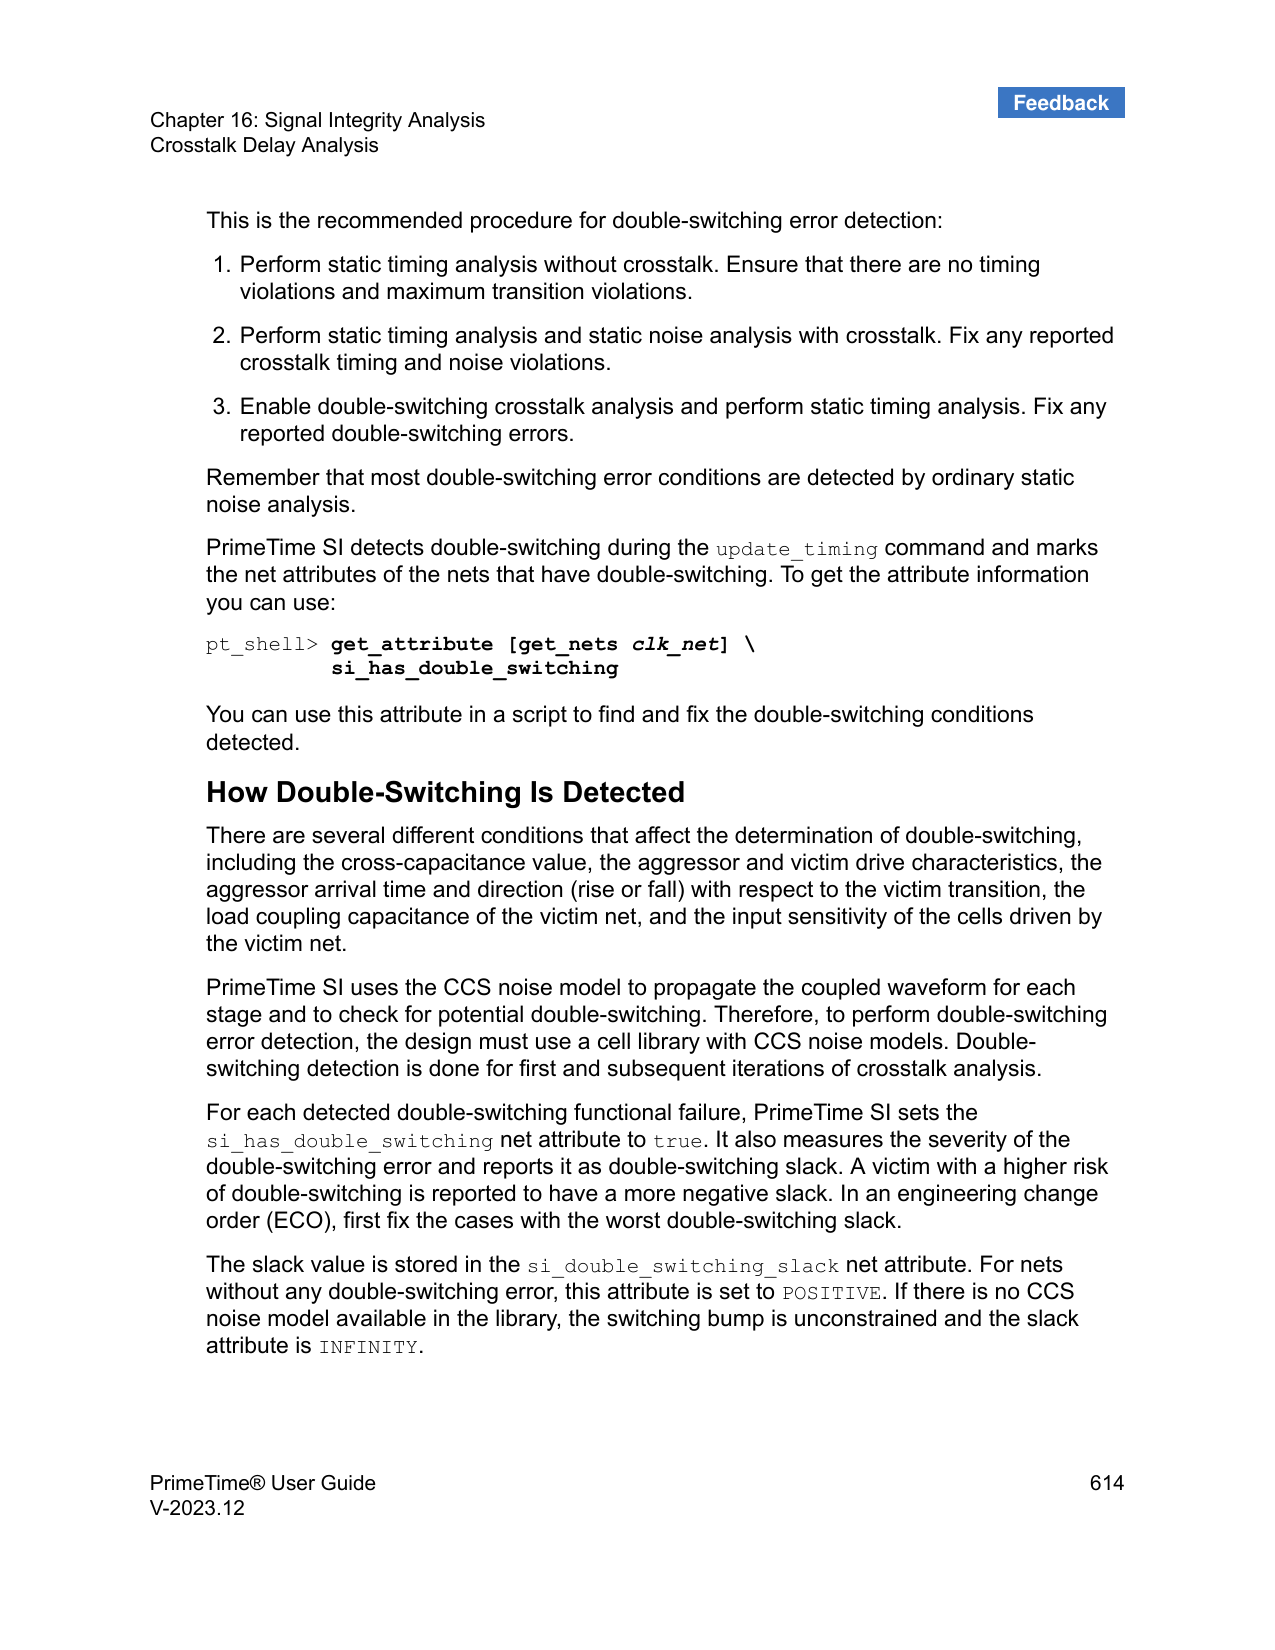 Feedback
Chapter 16: Signal Integrity Analysis
Crosstalk Delay Analysis
This is the recommended procedure for double-switching error detection:
1. Perform static timing analysis without crosstalk. Ensure that there are no timing
violations and maximum transition violations.
2. Perform static timing analysis and static noise analysis with crosstalk. Fix any reported
crosstalk timing and noise violations.
3. Enable double-switching crosstalk analysis and perform static timing analysis. Fix any
reported double-switching errors.
Remember that most double-switching error conditions are detected by ordinary static
noise analysis.
PrimeTime SI detects double-switching during the update_timing command and marks
the net attributes of the nets that have double-switching. To get the attribute information
you can use:
pt_shell> get_attribute [get_nets clk_net] \
si_has_double_switching
You can use this attribute in a script to find and fix the double-switching conditions
detected.
How Double-Switching Is Detected
There are several different conditions that affect the determination of double-switching,
including the cross-capacitance value, the aggressor and victim drive characteristics, the
aggressor arrival time and direction (rise or fall) with respect to the victim transition, the
load coupling capacitance of the victim net, and the input sensitivity of the cells driven by
the victim net.
PrimeTime SI uses the CCS noise model to propagate the coupled waveform for each
stage and to check for potential double-switching. Therefore, to perform double-switching
error detection, the design must use a cell library with CCS noise models. Double-
switching detection is done for first and subsequent iterations of crosstalk analysis.
For each detected double-switching functional failure, PrimeTime SI sets the
si_has_double_switching net attribute to true. It also measures the severity of the
double-switching error and reports it as double-switching slack. A victim with a higher risk
of double-switching is reported to have a more negative slack. In an engineering change
order (ECO), first fix the cases with the worst double-switching slack.
The slack value is stored in the si_double_switching_slack net attribute. For nets
without any double-switching error, this attribute is set to POSITIVE. If there is no CCS
noise model available in the library, the switching bump is unconstrained and the slack
attribute is INFINITY.
PrimeTime® User Guide
614
V-2023.12